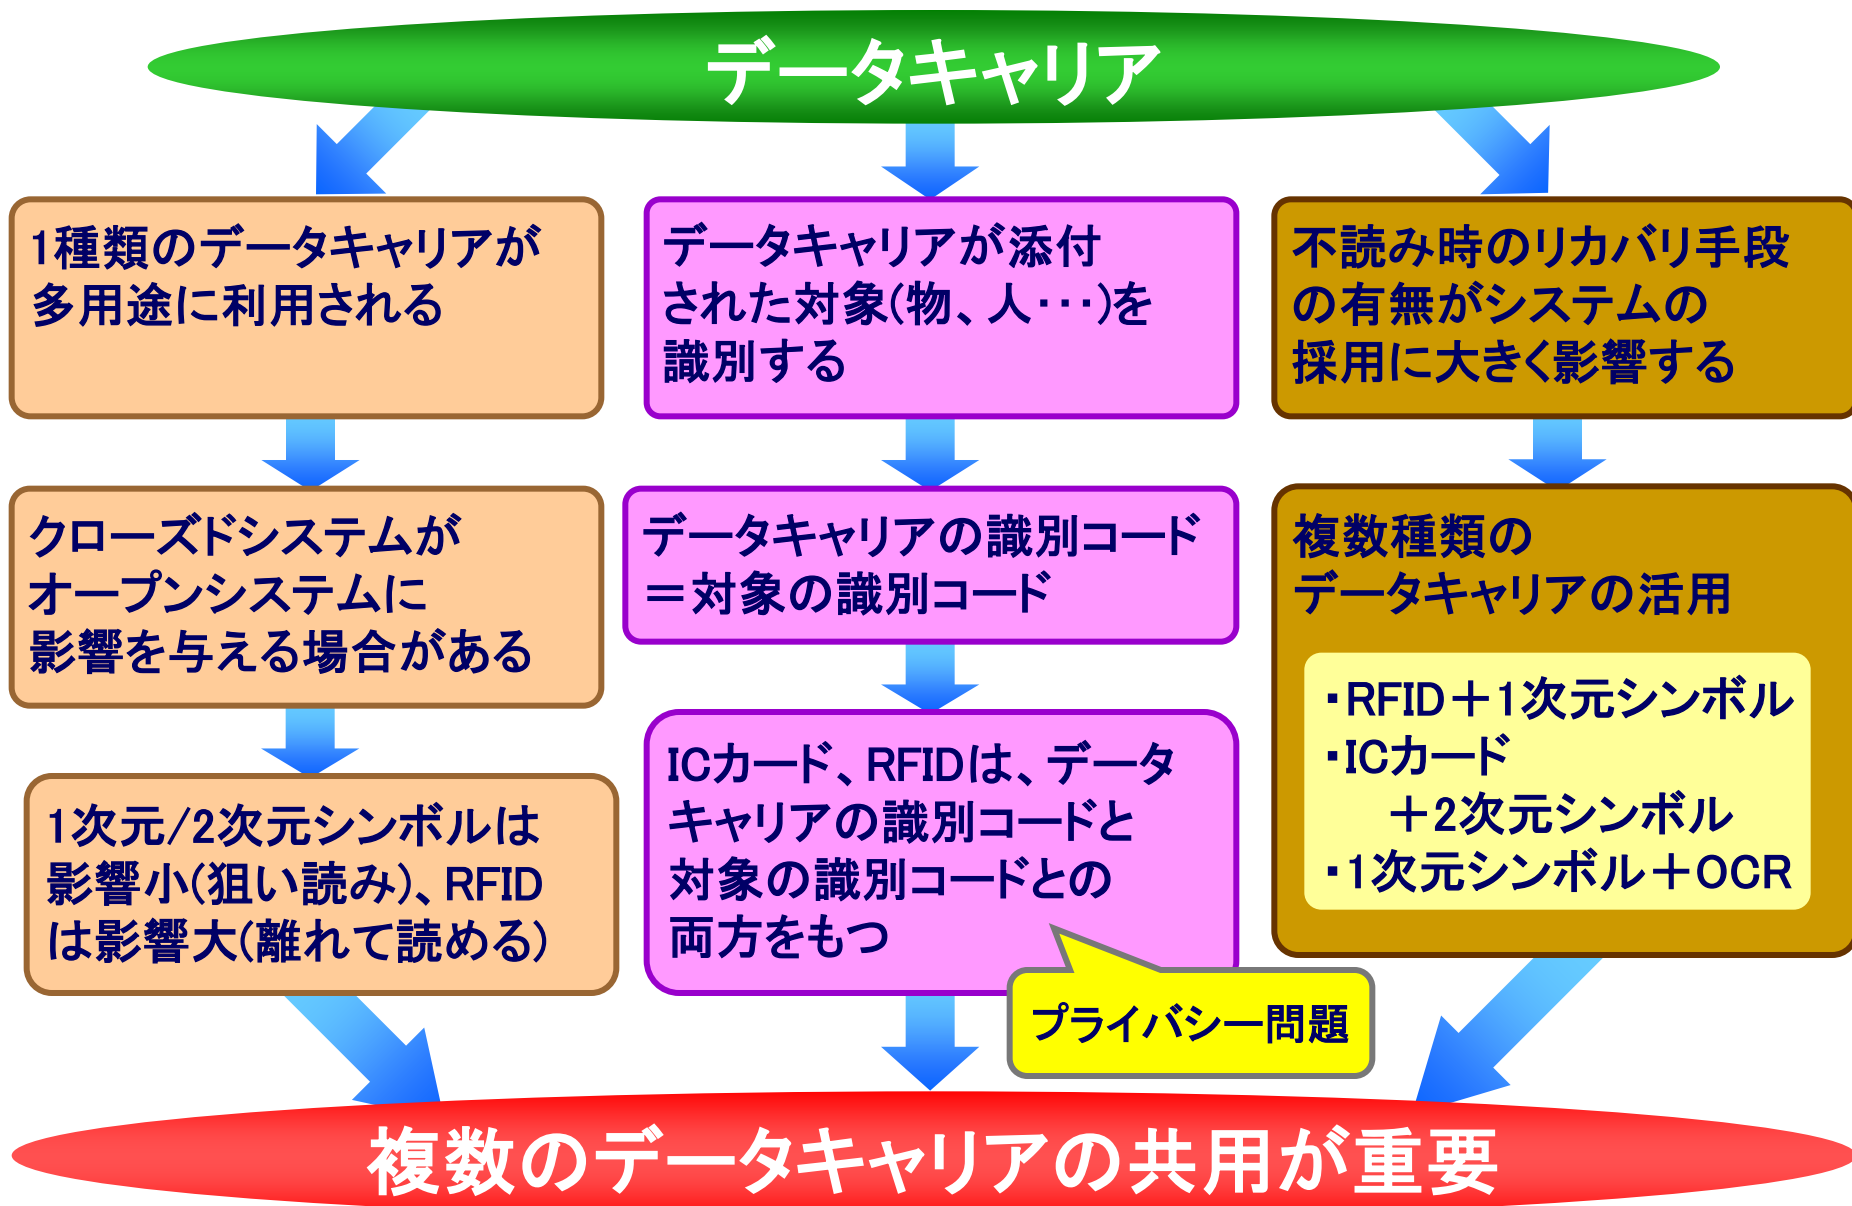 データキャリア
1種類のデータキャリアが
多用途に利用される
クローズドシステムが
オープンシステムに
影響を与える場合がある
1次元/2次元シンボルは
影響小(狙い読み)、RFID
は影響大(離れて読める)
データキャリアが添付
された対象(物、人・・・)を
識別する
データキャリアの識別コード
＝対象の識別コード
ICカード、RFIDは、データ
キャリアの識別コードと
対象の識別コードとの
両方をもつ
プライバシー問題
不読み時のリカバリ手段
の有無がシステムの
採用に大きく影響する
複数種類の
データキャリアの活用
・RFID＋1次元シンボル
・ICカード
＋2次元シンボル
・1次元シンボル＋OCR
複数のデータキャリアの共用が重要